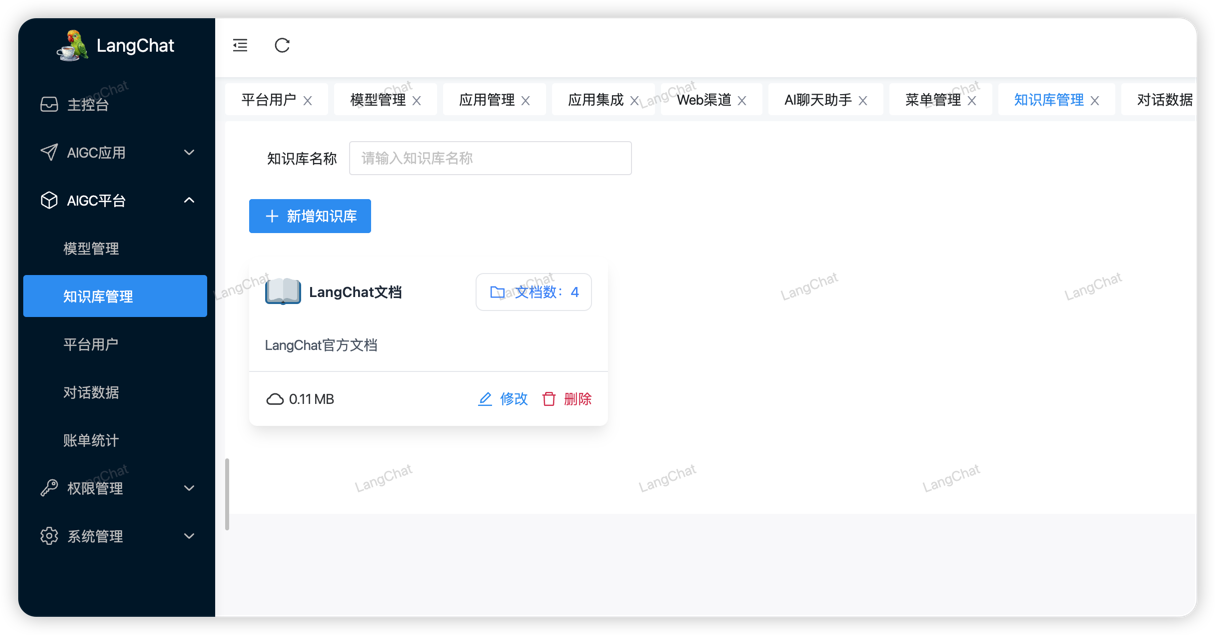 LangChat
主控台
AIGC应用
AIGC平台
模型管理
知识库管理
平台用户
对话数据
账单统计
权限管理
系统管理
平台用户 模型管理 应用管理 应用集成 Web渠道 AI聊天助手 菜单管理 知识库管理 对话数据
知识库名称 请输入知识库名称
新增知识库
LangChat文档 文档数：4
LangChat官方文档
0.11 MB 修改 删除
LangChat
LangChat
LangChat
LangChat
LangChat
LangChat
LangChat
LangChat
LangChat
LangChat
LangChat
LangChat